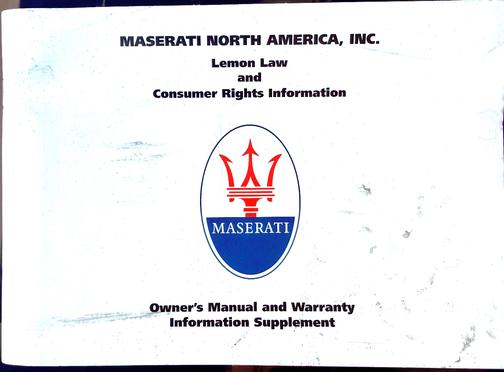 MASERATI NORTH AMERICA, INC.
Lemon Law
and
Consumer Rights Information
MASERATI
Owner's Manual and Warranty
Information Supplement